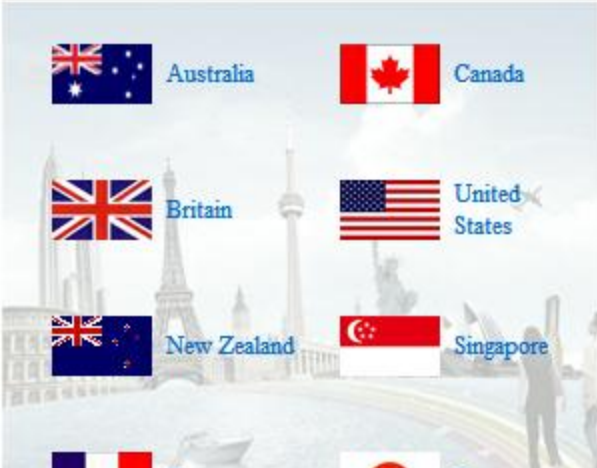 Australia
Canada
Britain
United
States
New Zealand
Singapore